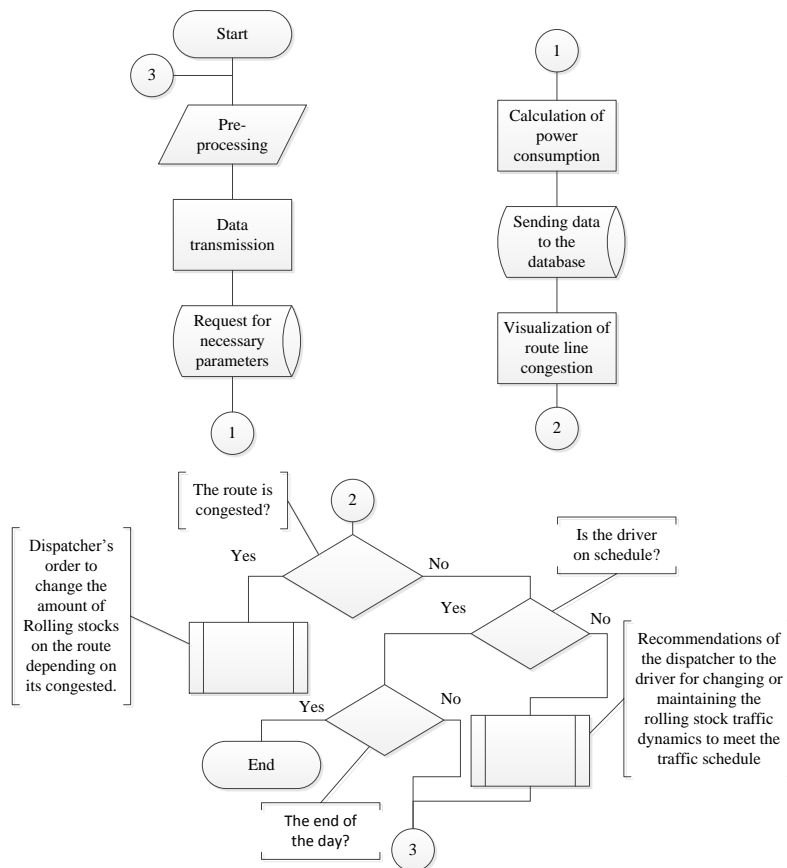 Start
3
Pre-
processing
Data
transmission
Request for
necessary
parameters
1
1
Calculation of
power
consumption
Sending data
to the
database
Visualization of
route line
congestion
2
The route is
congested?
2
Is the driver
on schedule?
Dispatcher's
order to
change the
amount of
Rolling stocks
on the route
depending on
its congested.
Yes
No
Yes
No
Recommendations of
the dispatcher to the
driver for changing or
maintaining the
rolling stock traffic
dynamics to meet the
traffic schedule
Yes
No
End
The end of
the day?
3